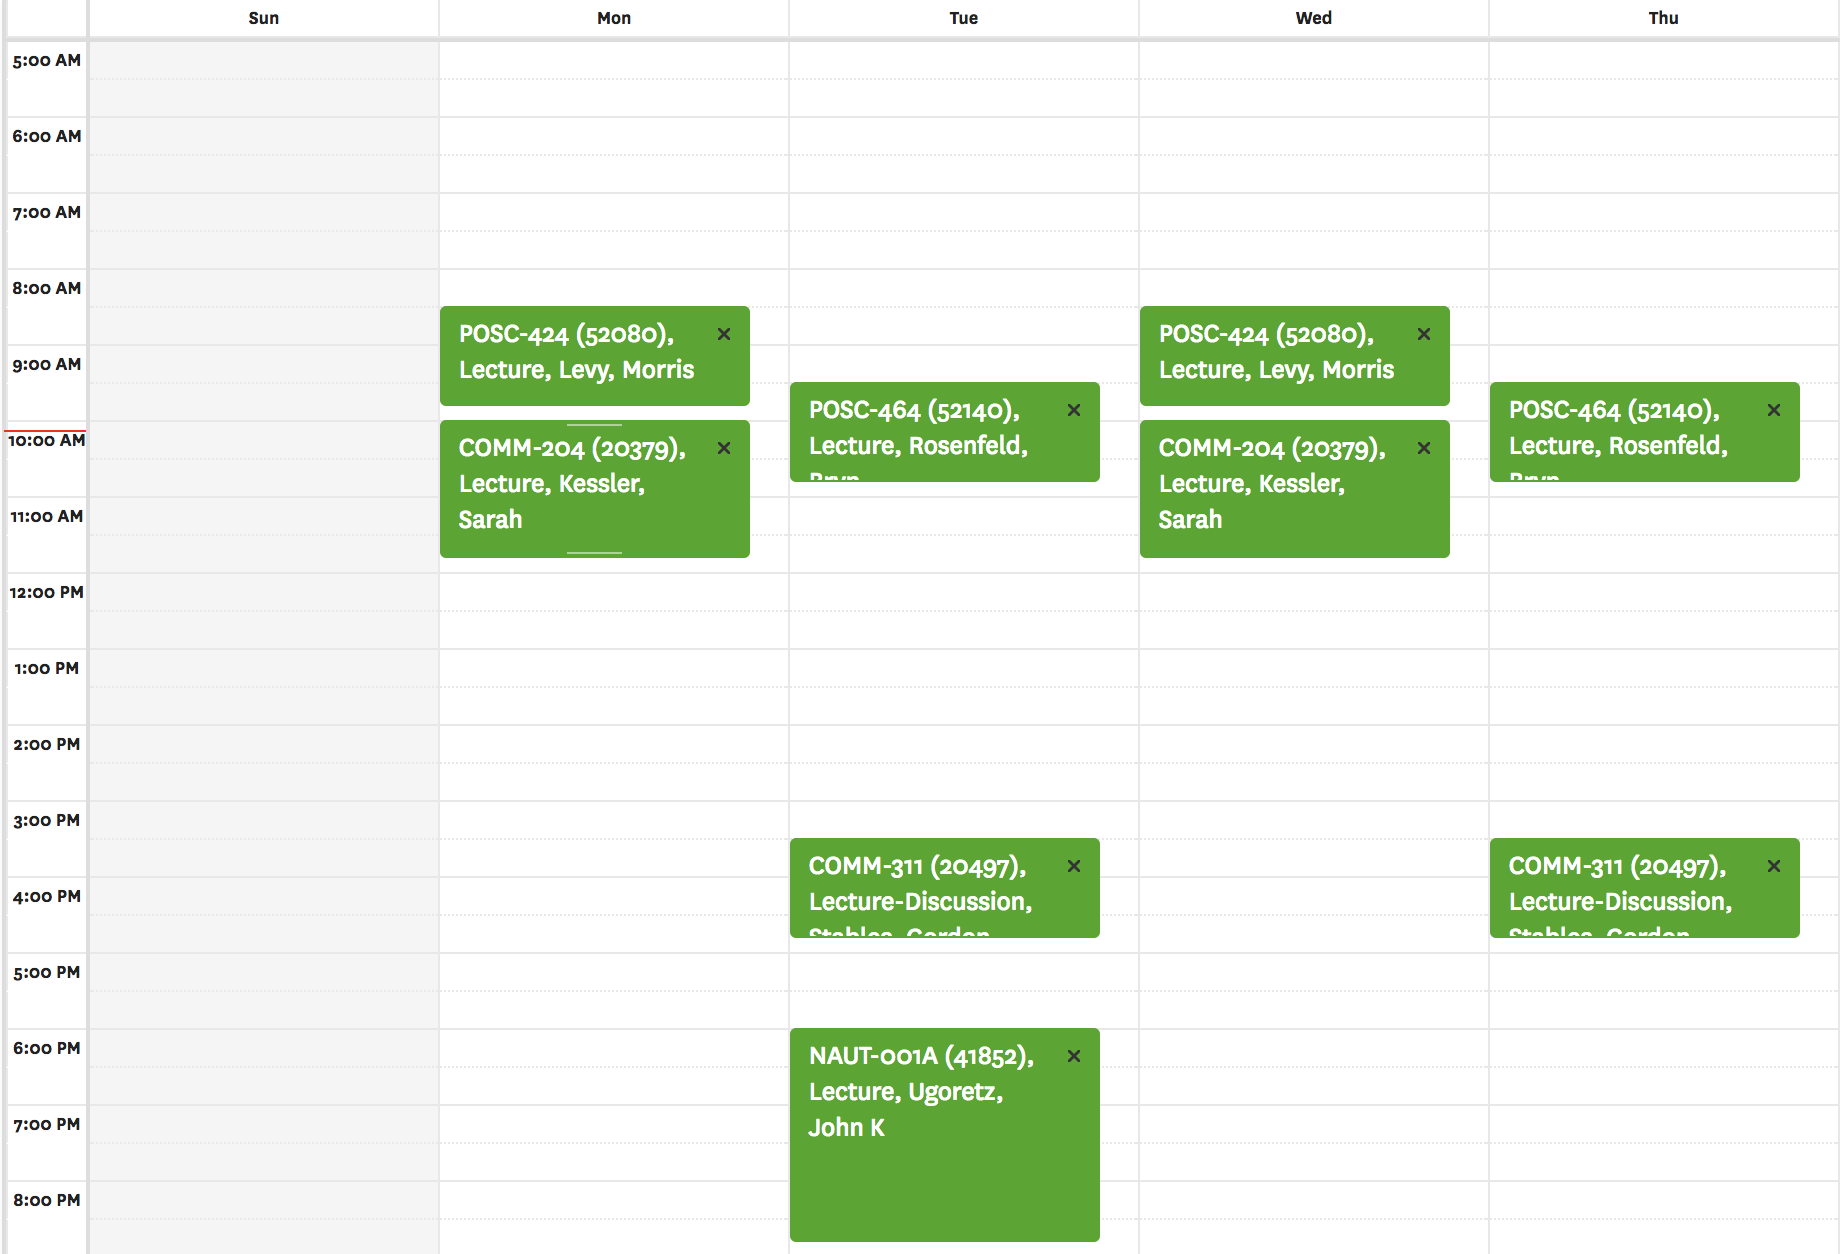 Sun Mon Tue Wed Thu
5:00 AM
6:00 AM
7:00 AM
8:00 AM
9:00 AM
10:00 AM
11:00 AM
12:00 PM
1:00 PM
2:00 PM
3:00 PM
4:00 PM
5:00 PM
6:00 PM
7:00 PM
8:00 PM
POSC-424 (52080),
Lecture, Levy, Morris
COMM-204 (20379),
Lecture, Kessler,
Sarah
POSC-464 (52140),
Lecture, Rosenfeld,
COMM-311 (20497),
Lecture-Discussion,
Stables, Gordon
NAUT-001A (41852),
Lecture, Ugoretz,
John K
POSC-424 (52080),
Lecture, Levy, Morris
COMM-204 (20379),
Lecture, Kessler,
Sarah
POSC-464 (52140),
Lecture, Rosenfeld,
COMM-311 (20497),
Lecture-Discussion,
Stables, Gordon